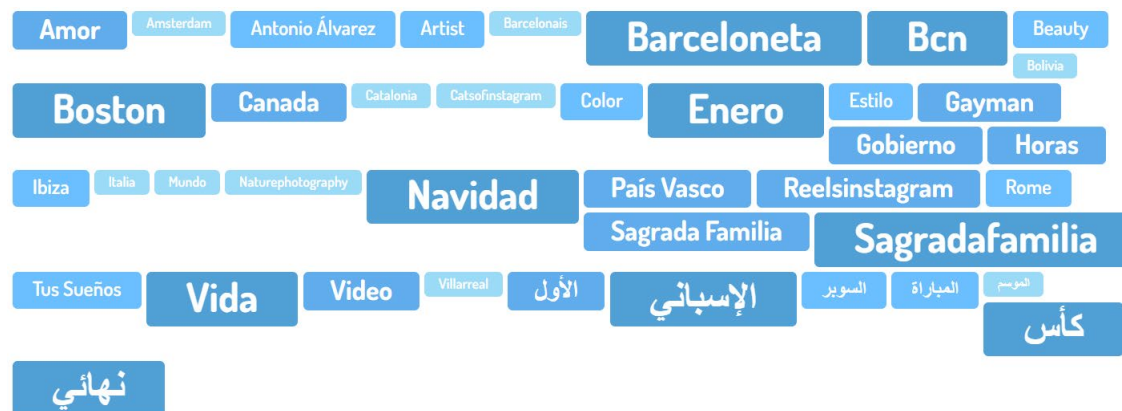 Amor Amsterdam Antonio Álvarez Artist Barcelonais Barceloneta Bcn Beauty
Bolivia
Boston Canada Catalonia Catsofinstagram Color Enero Estilo Gayman
Gobierno Horas
Ibiza Italia Mundo Naturephotography Navidad País Vasco Reelsinstagram Rome
Sagrada Familia Sagradafamilia
Tus Sueños Vida Video Villarreal الأول الإسباني السوبر المباراة الموسم
كأس
نهائي